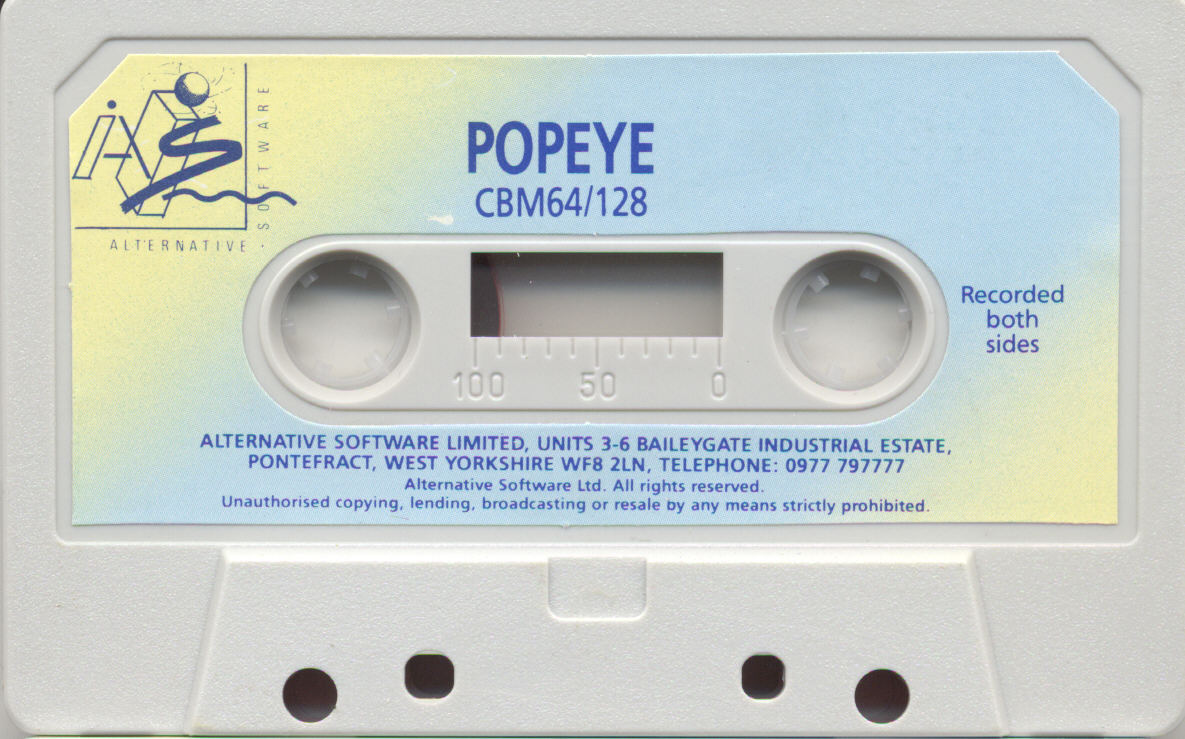 iAS
SOFTWARE
ALTERNATIVE
POPEYE
CBM64/128
Recorded
both
sides
100 50 0
ALTERNATIVE SOFTWARE LIMITED, UNITS 3-6 BAILEYGATE INDUSTRIAL ESTATE,
PONTEFRACT, WEST YORKSHIRE WF8 2LN, TELEPHONE: 0977 797777
Alternative Software Ltd. All rights reserved.
Unauthorised copying, lending, broadcasting or resale by any means strictly prohibited.